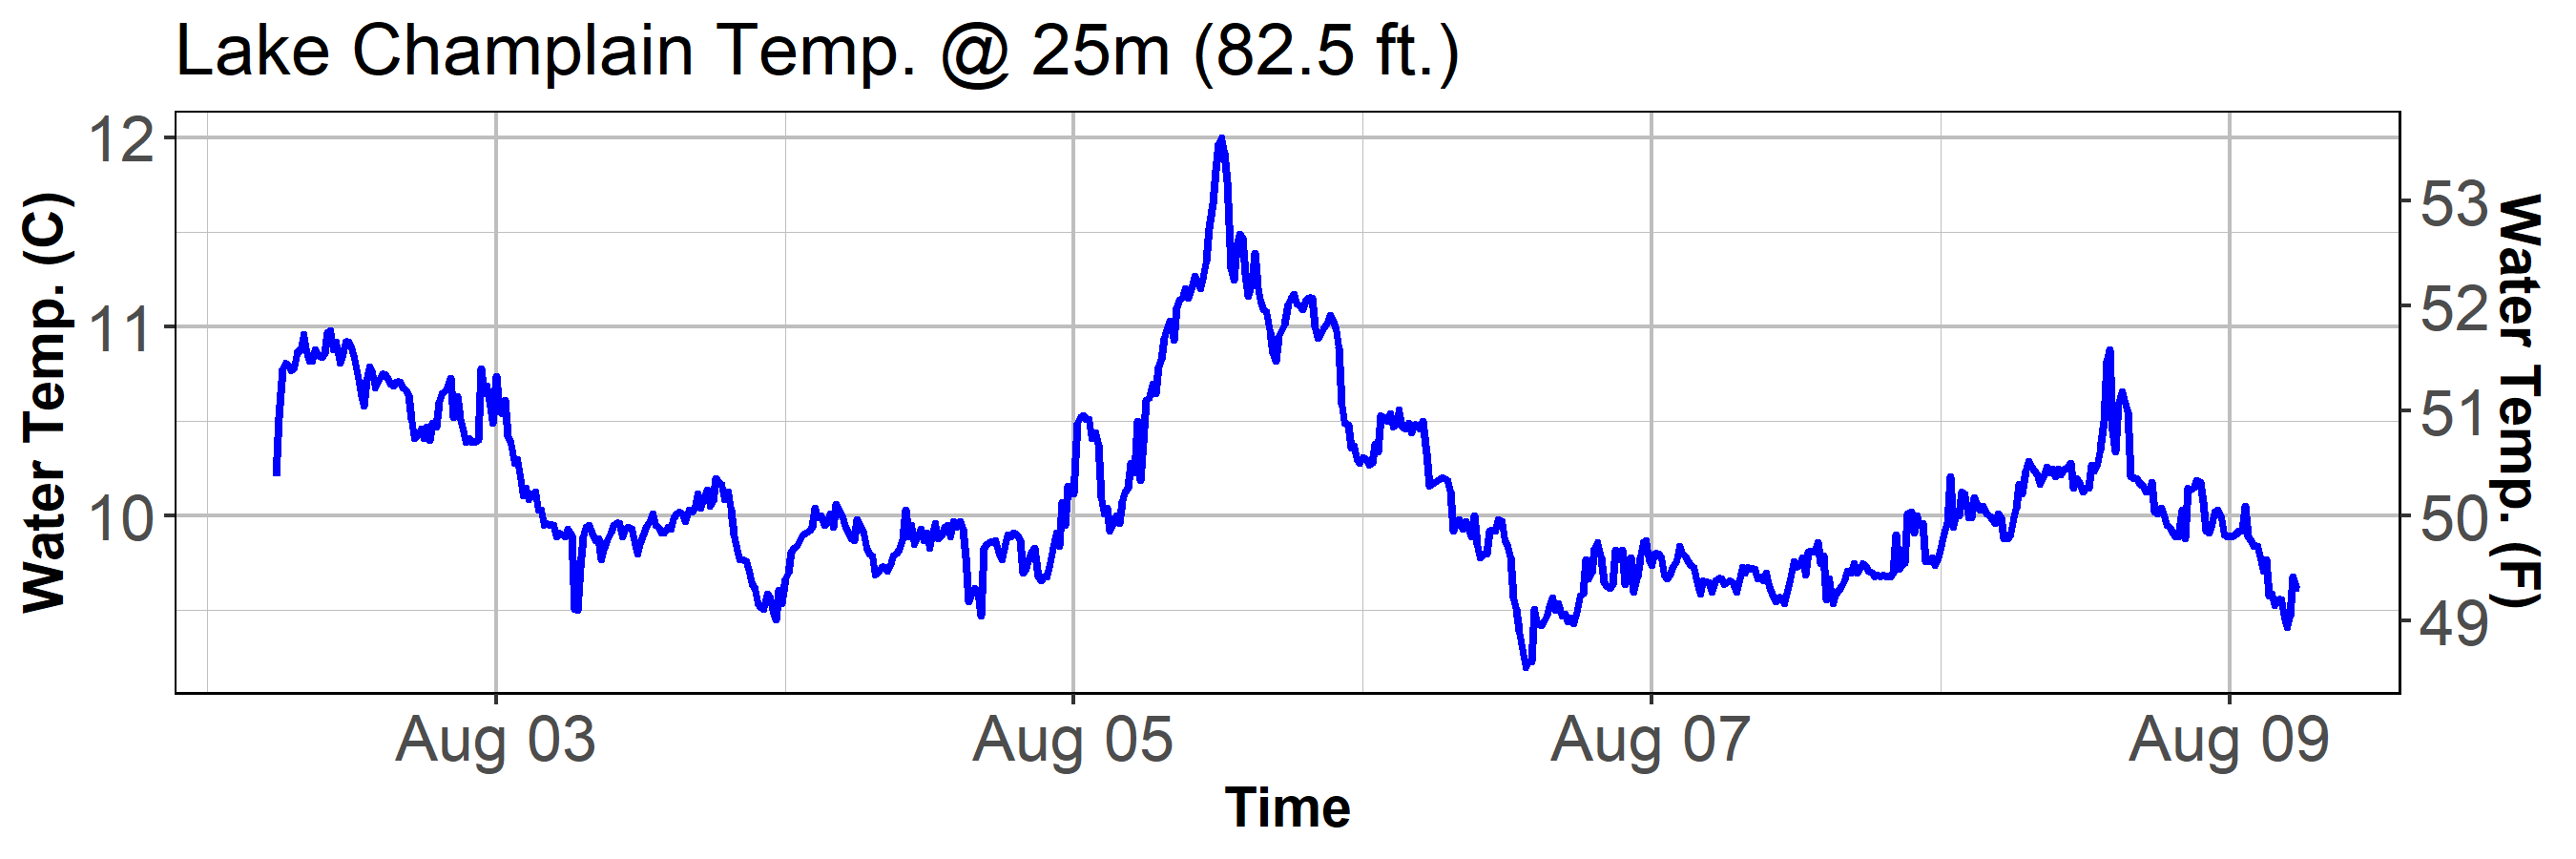 Lake Champlain Temp. @ 25m (82.5 ft.)
Water Temp. (C)
12
11
10
53
52
51
50
49
Water Temp. (F)
Aug 03
Aug 05
Aug 07
Aug 09
Time